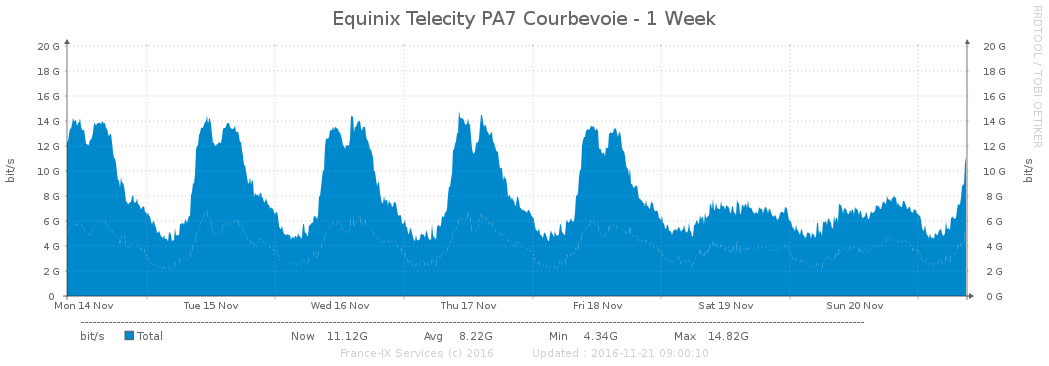 Equinix Telecity PA7 Courbevoie - 1 Week
RRDTOOL / TOBI OETIKER
bit/s
20 G 20 G
18 G 18 G
16 G 16 G
14 G 14 G
12 G 12 G
10 G 10 G
8 G 8 G
6 G 6 G
4 G 4 G
2 G 2 G
0 0 G
bit/s
Mon 14 Nov Tue 15 Nov Wed 16 Nov Thu 17 Nov Fri 18 Nov Sat 19 Nov Sun 20 Nov
bit/s Total Now 11.12G Avg 8.22G Min 4.34G Max 14.82G
France-IX Services (c) 2016 Updated : 2016-11-21 09:00:10